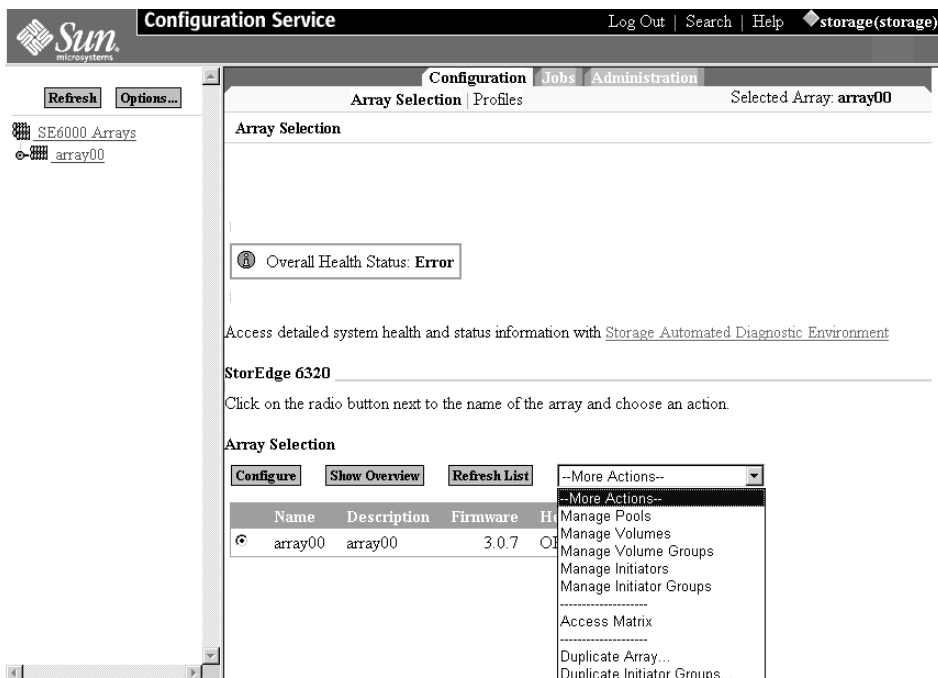 Sun
microsystems
Configuration Service
Log Out | Search | Help storage(storage)
Refresh Options...
SE6000 Arrays
array00
Configuration Jobs Administration
Array Selection | Profiles
Selected Array: array00
Array Selection
Overall Health Status: Error
Access detailed system health and status information with Storage Automated Diagnostic Environment
StorEdge 6320
Click on the radio button next to the name of the array and choose an action.
Array Selection
Configure Show Overview Refresh List --More Actions--
Name Description Firmware
array00 array00 3.0.7
--More Actions--
Manage Pools
Manage Volumes
Manage Volume Groups
Manage Initiators
Manage Initiator Groups
--------------------
Access Matrix
--------------------
Duplicate Array...
Duplicate Initiator Groups...